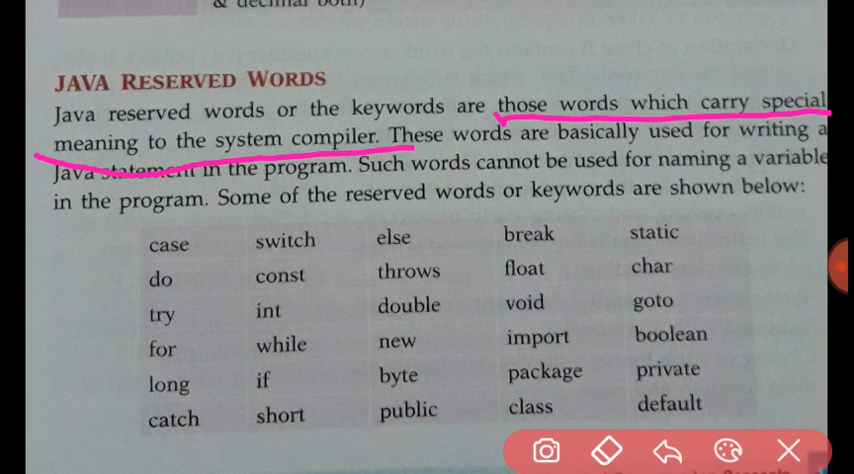 & decimal both)
JAVA RESERVED WORDS
Java reserved words or the keywords are those words which carry special
meaning to the system compiler. These words are basically used for writing a
Java statement in the program. Such words cannot be used for naming a variable
in the program. Some of the reserved words or keywords are shown below:
case switch else break static
do const throws float char
try int double void goto
for while new import boolean
long if byte package private
catch short public class default